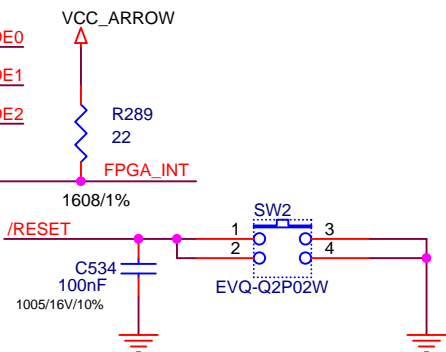 VCC_ARROW
DE0
DE1
DE2
R289
22
FPGA_INT
1608/1%
/RESET
SW2
1
2
3
4
C534
100nF
1005/16V/10%
EVQ-Q2P02W